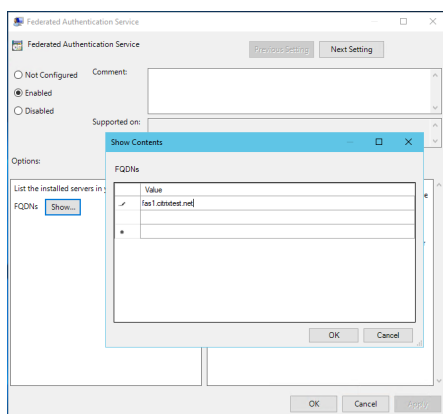 Federated Authentication Service
Federated Authentication Service
Previous Setting
Next Setting
Not Configured
Comment:
Enabled
Disabled
Supported on:
Show Contents
Options:
FQDNs
List the installed servers in
Value
FQDNs
Show...
fas1.citrixtest.net
OK
Cancel
OK
Cancel
Apply